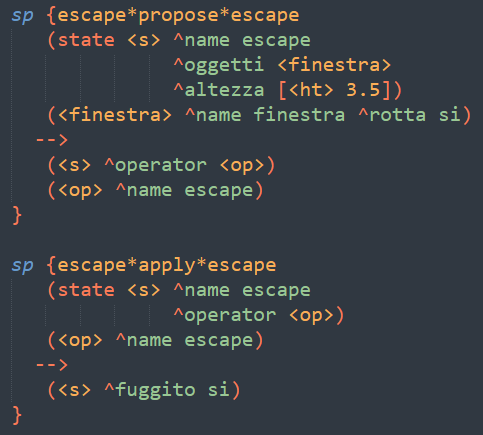 sp {escape*propose*escape
   (state <s> ^name escape
              ^oggetti <finestra>
              ^altezza [<ht> 3.5])
   (<finestra> ^name finestra ^rotta si)
  -->
   (<s> ^operator <op>)
   (<op> ^name escape)
}

sp {escape*apply*escape
   (state <s> ^name escape
              ^operator <op>)
   (<op> ^name escape)
  -->
   (<s> ^fuggito si)
}